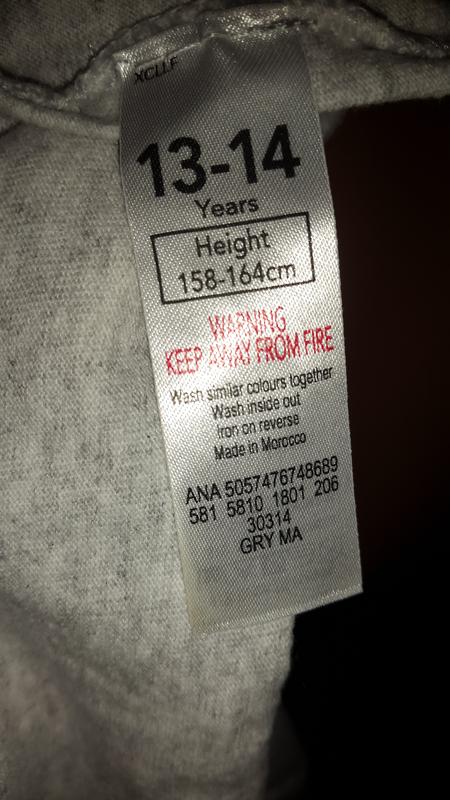 XCLLF
13-14
Years
Height
158-164cm
WARNING
KEEP AWAY FROM FIRE
Wash similar colours together
Wash inside out
Iron on reverse
Made in Morocco
ANA 5057476748689
581 5810 1801 206
30314
GRY MA